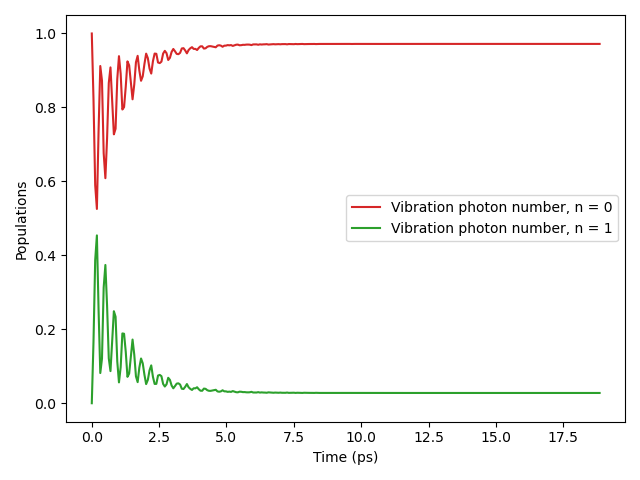 1.0
0.8
0.6
0.4
0.2
0.0
Populations
Vibration photon number, n = 0
Vibration photon number, n = 1
0.0 2.5 5.0 7.5 10.0 12.5 15.0 17.5
Time (ps)